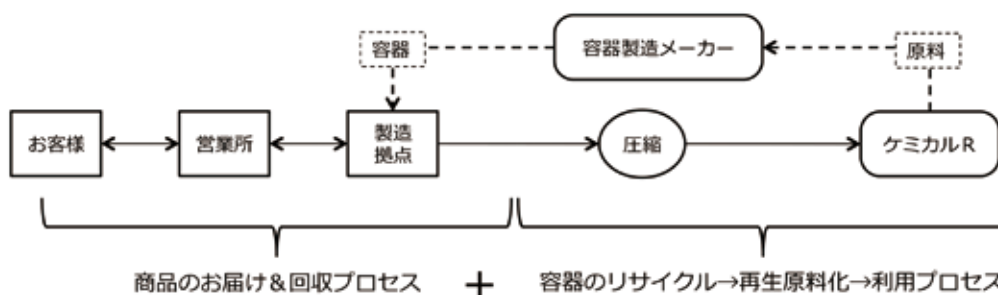 容器
容器製造メーカー
原料
お客様
営業所
製造
拠点
圧縮
ケミカルR
商品のお届け＆回収プロセス
＋
容器のリサイクル→再生原料化→利用プロセス